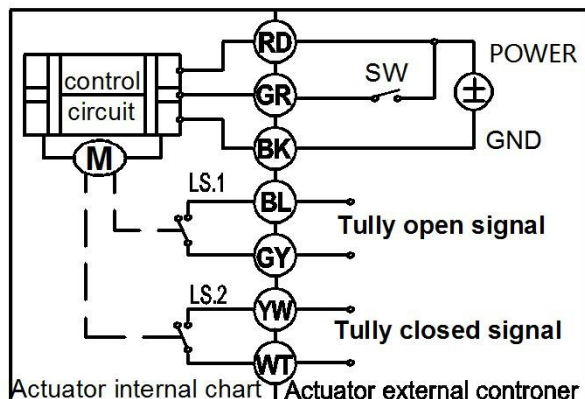 RD
POWER
control
GR
SW
circuit
±
BK
GND
M
LS.1
BL
Tully open signal
GY
LS.2
YW
Tully closed signal
WT
Actuator internal chart
Actuator external controner